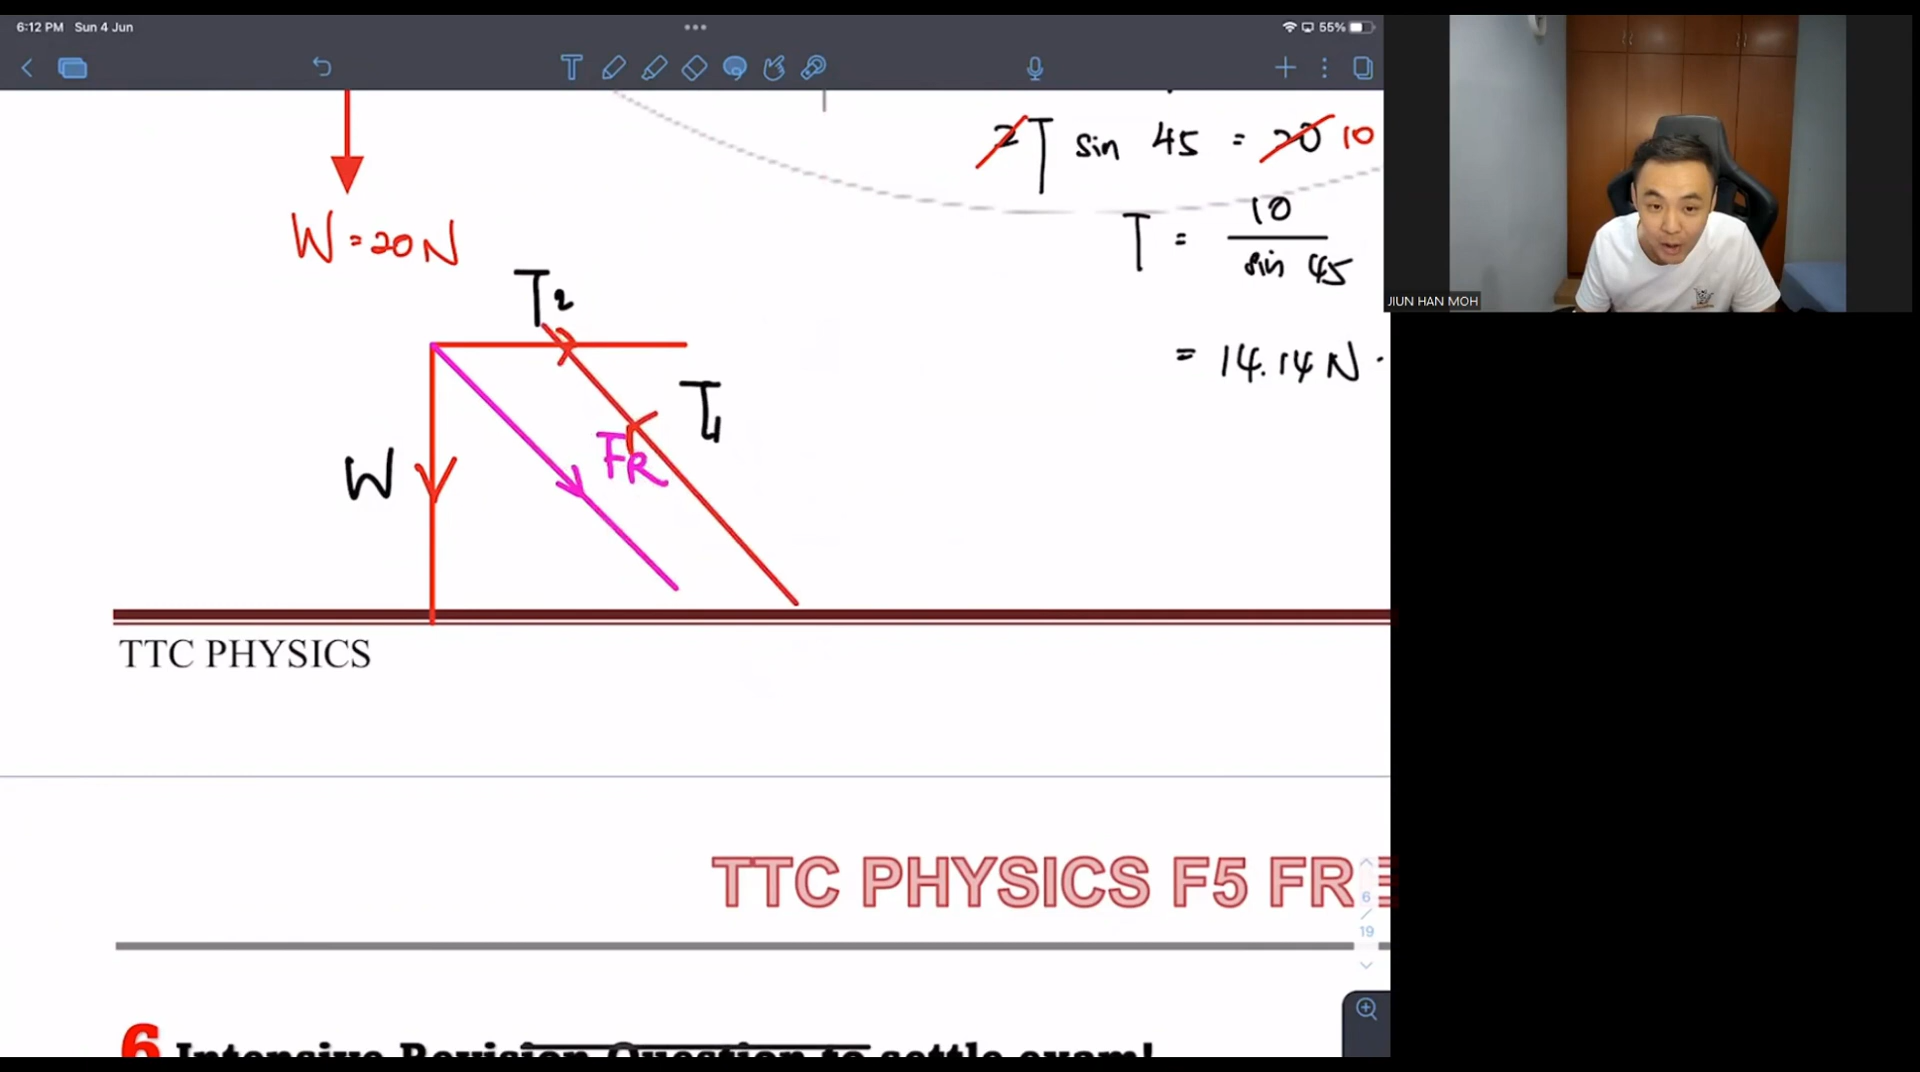 6:12 PM Sun 4 Jun
55%
2T sin 45 = 20 10
T = 10
sin 45
= 14.14 N
W = 20N
T2
T1
FR
W
JIUN HAN MOH
TTC PHYSICS
TTC PHYSICS F5 FRE
6
/
19
6 Intensive Revision Question to settle exam!